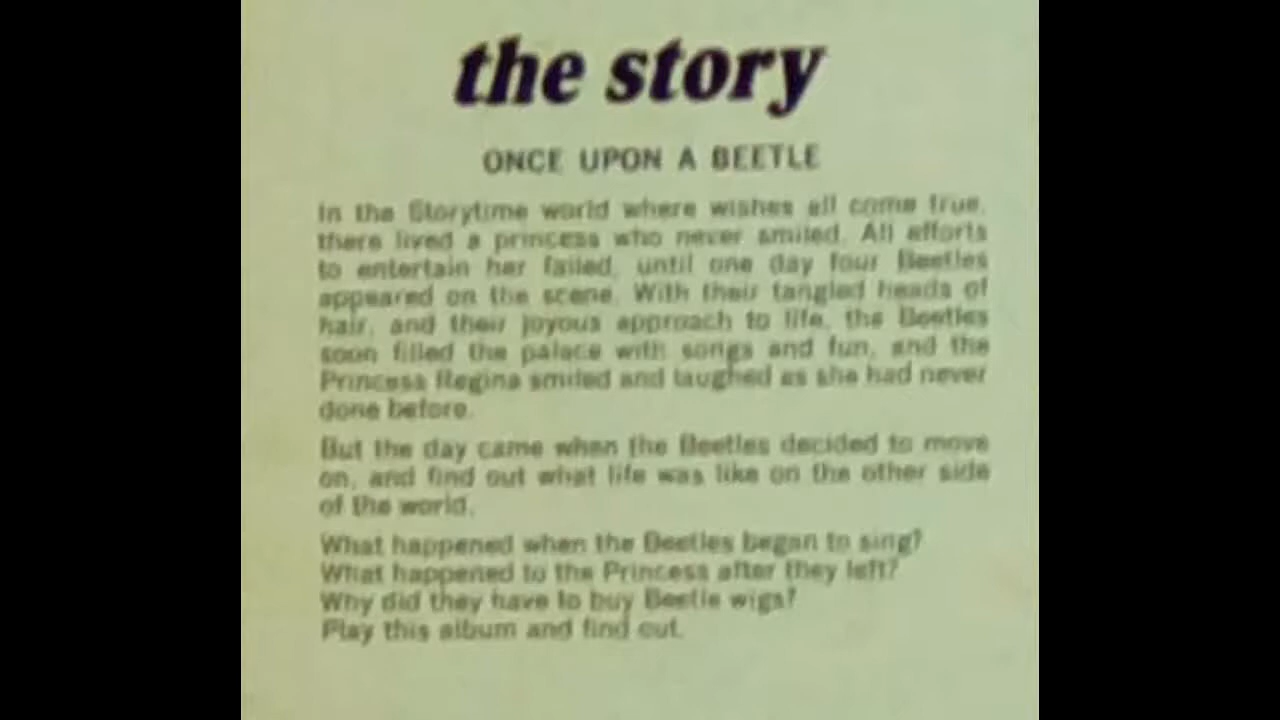 the story
ONCE UPON A BEETLE
In the Storytime world where wishes all come true,
there lived a princess who never smiled. All efforts
to entertain her failed, until one day four Beetles
appeared on the scene. With their tangled heads of
hair, and their joyous approach to life, the Beetles
soon filled the palace with songs and fun, and the
Princess Regina smiled and laughed as she had never
done before.
But the day came when the Beetles decided to move
on, and find out what life was like on the other side
of the world.
What happened when the Beetles began to sing?
What happened to the Princess after they left?
Why did they have to buy Beetle wigs?
Play this album and find out.